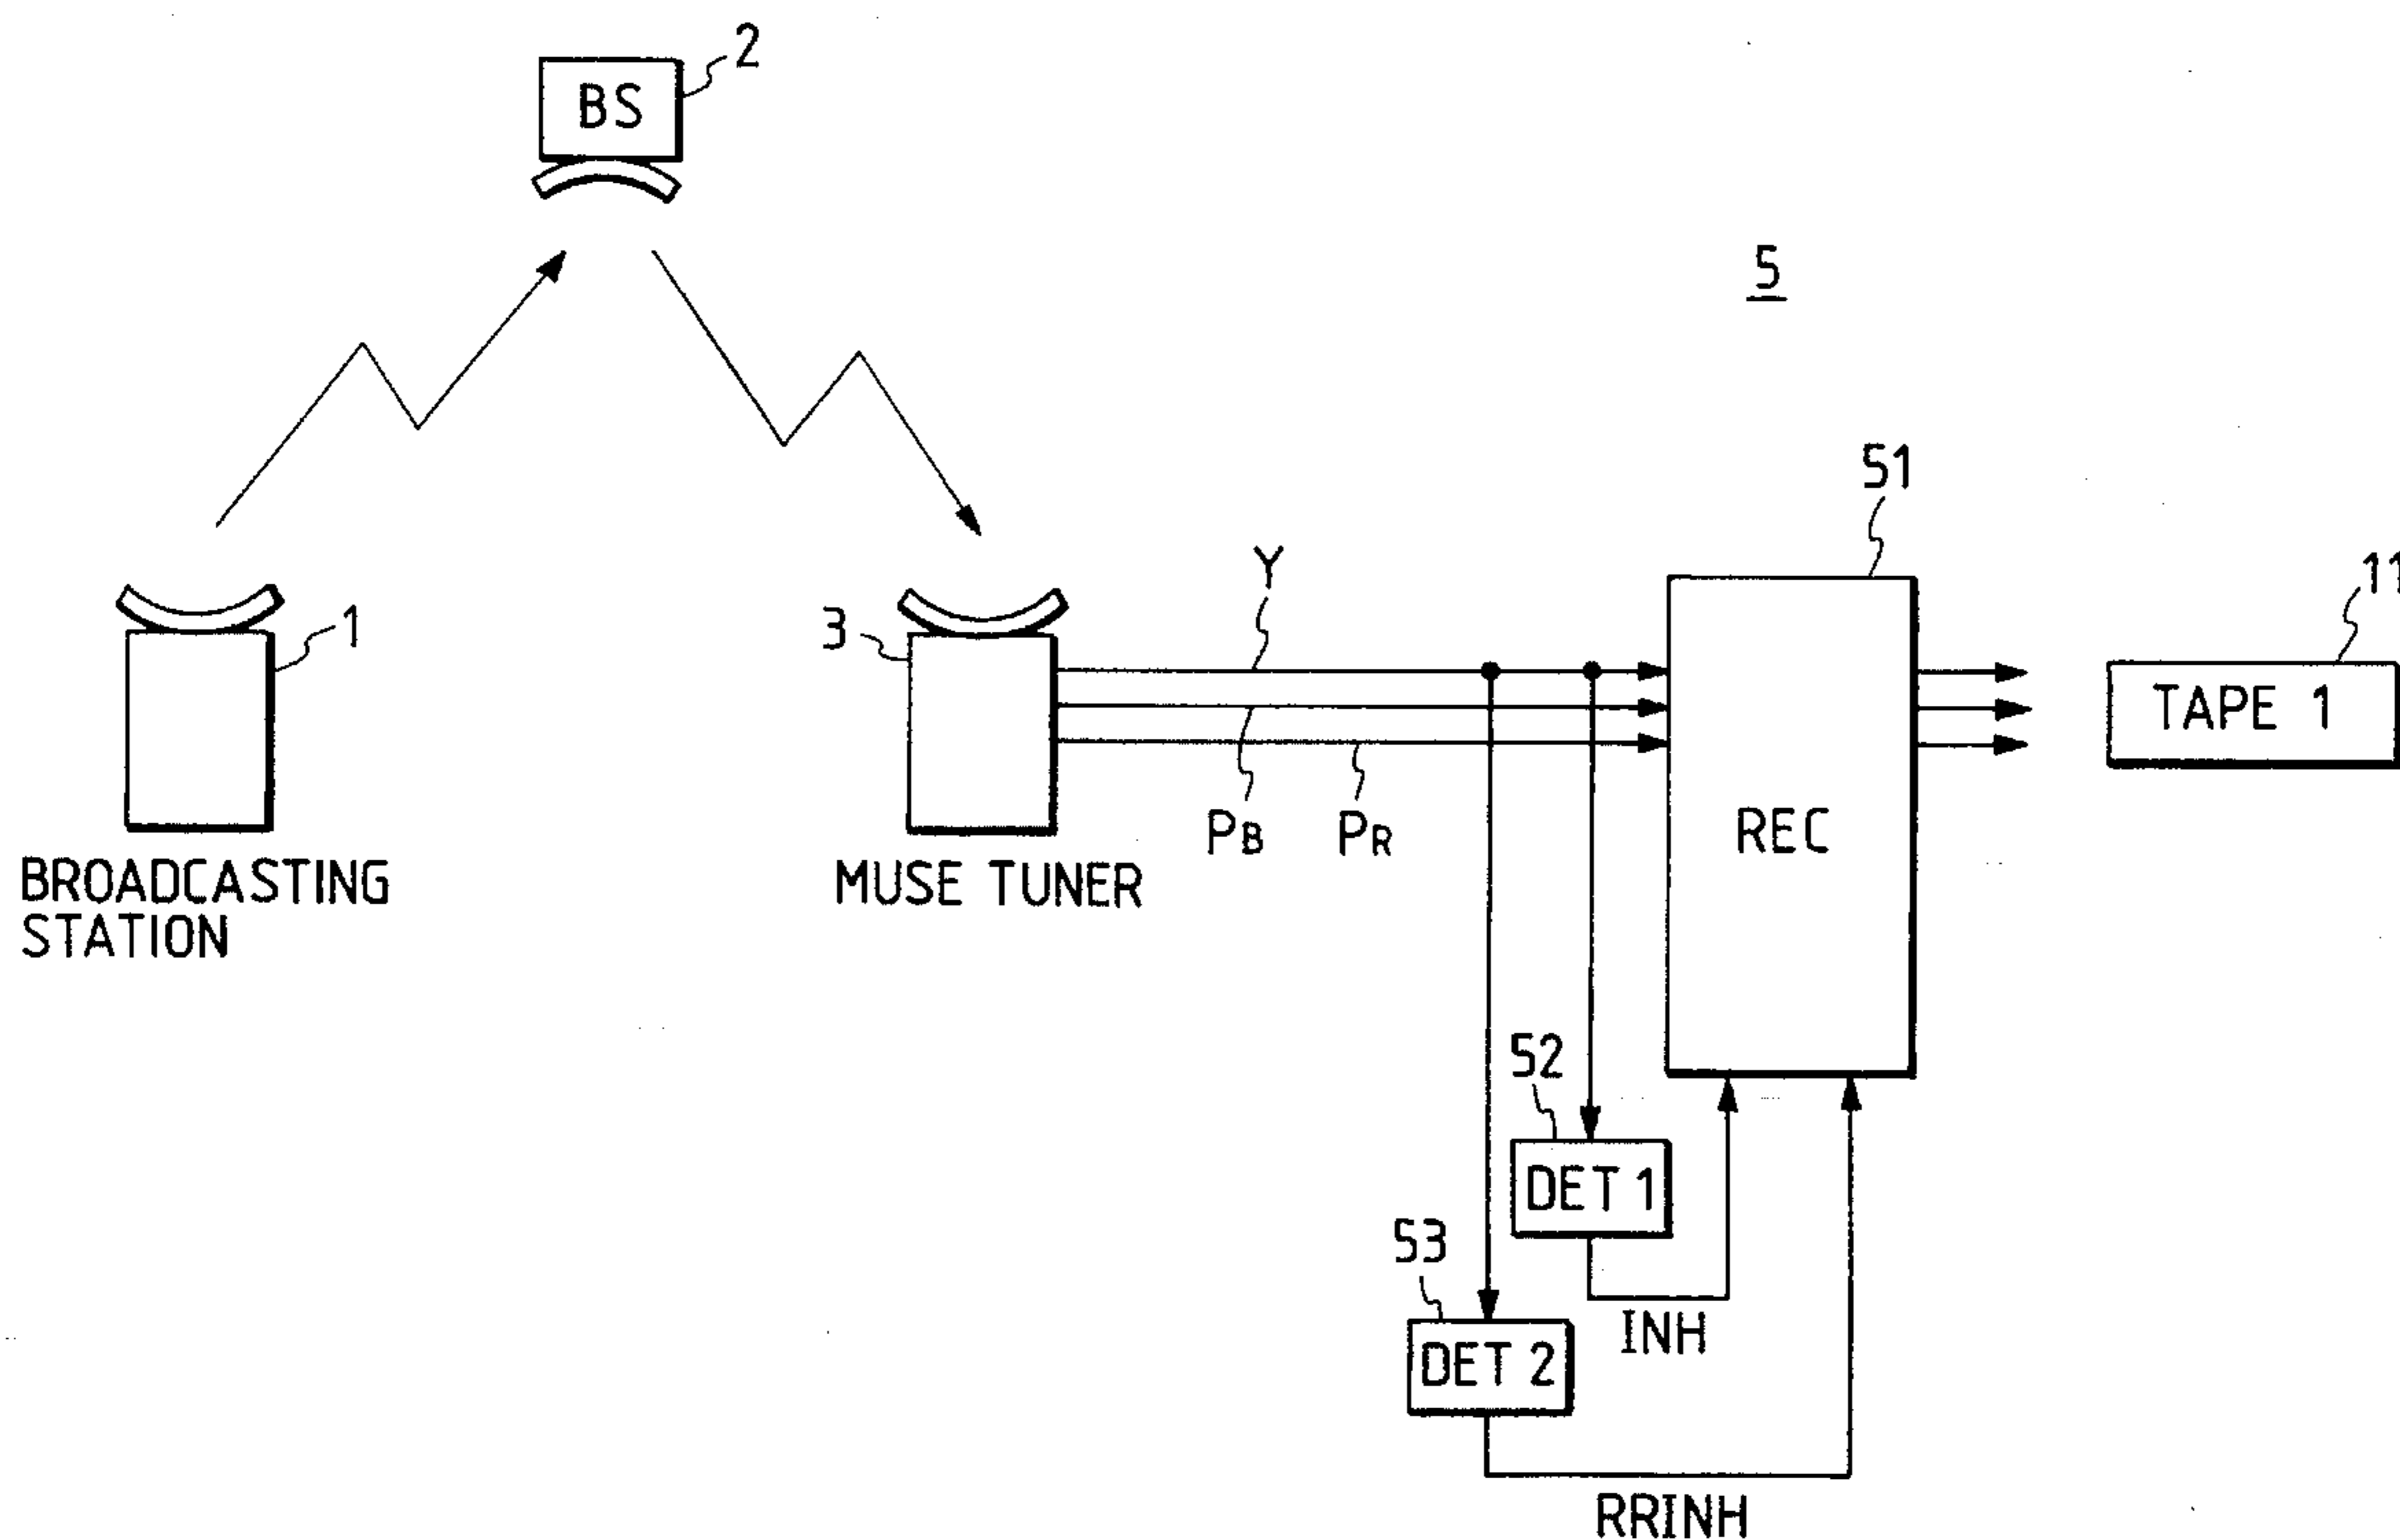 2
BS
5
51
Y
11
1
3
TAPE 1
PB
PR
REC
BROADCASTING
STATION
MUSE TUNER
52
DET 1
53
INH
DET 2
RRINH